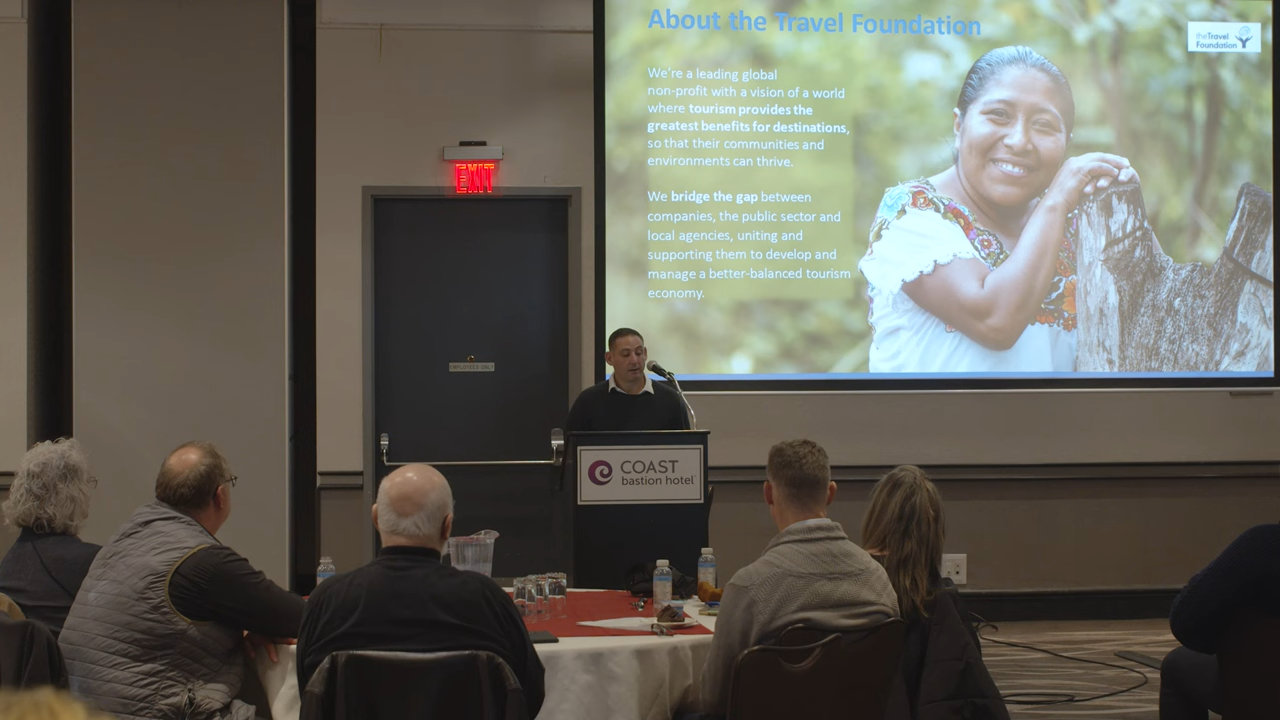 About the Travel Foundation
theTravel
Foundation
We're a leading global
non-profit with a vision of a world
where tourism provides the
greatest benefits for destinations,
so that their communities and
environments can thrive.
We bridge the gap between
companies, the public sector and
local agencies, uniting and
supporting them to develop and
manage a better-balanced tourism
economy.
EXIT
EMPLOYEES ONLY
COAST
bastion hotel